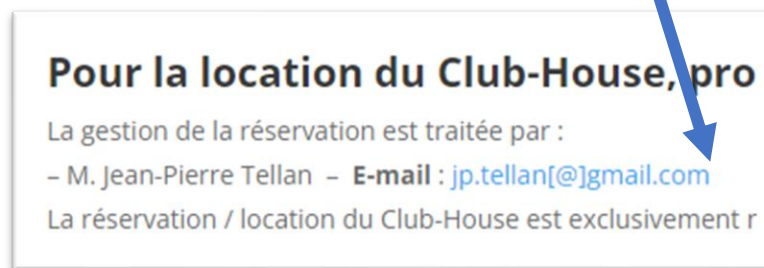 Pour la location du Club-House, pro
La gestion de la réservation est traitée par :
– M. Jean-Pierre Tellan – E-mail : jp.tellan[@]gmail.com
La réservation / location du Club-House est exclusivement r